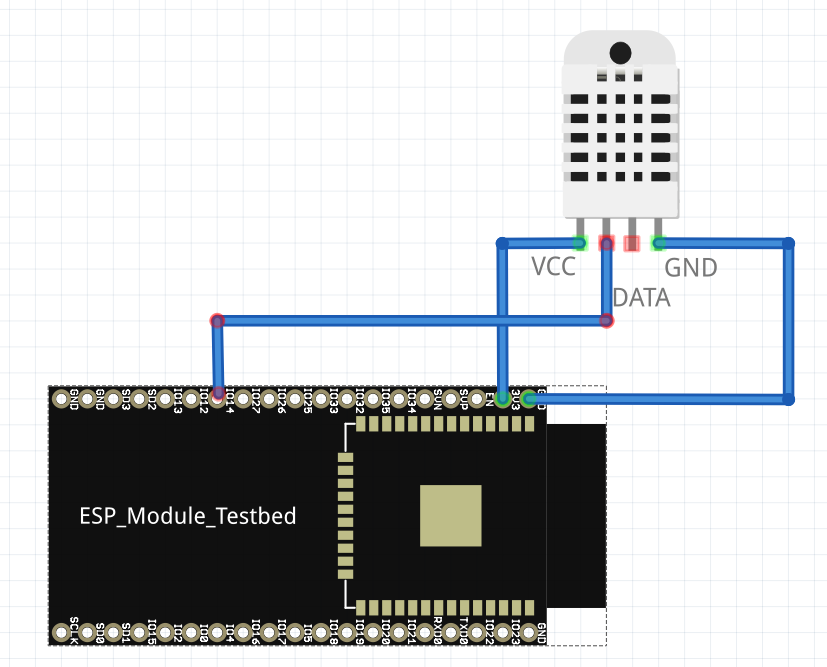 VCC
GND
DATA
GND
GND
SD3
SD2
IO13
IO12
IO14
IO27
IO26
IO25
IO33
IO32
IO35
IO34
SVN
SVP
EN
ESP_Module_Testbed
SCLK
SD0
SD1
IO15
IO2
IO0
IO4
IO16
IO17
IO5
IO18
IO19
IO20
IO21
RXD0
TXD0
IO22
IO23
GND